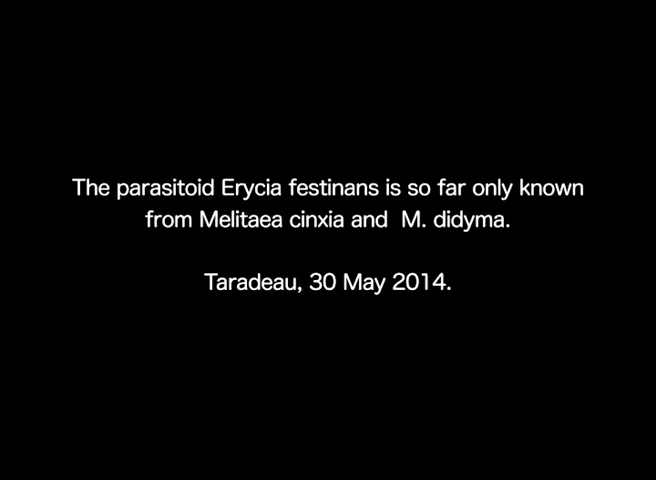 The parasitoid Erycia festinans is so far only known
from Melitaea cinxia and  M. didyma.
Taradeau, 30 May 2014.